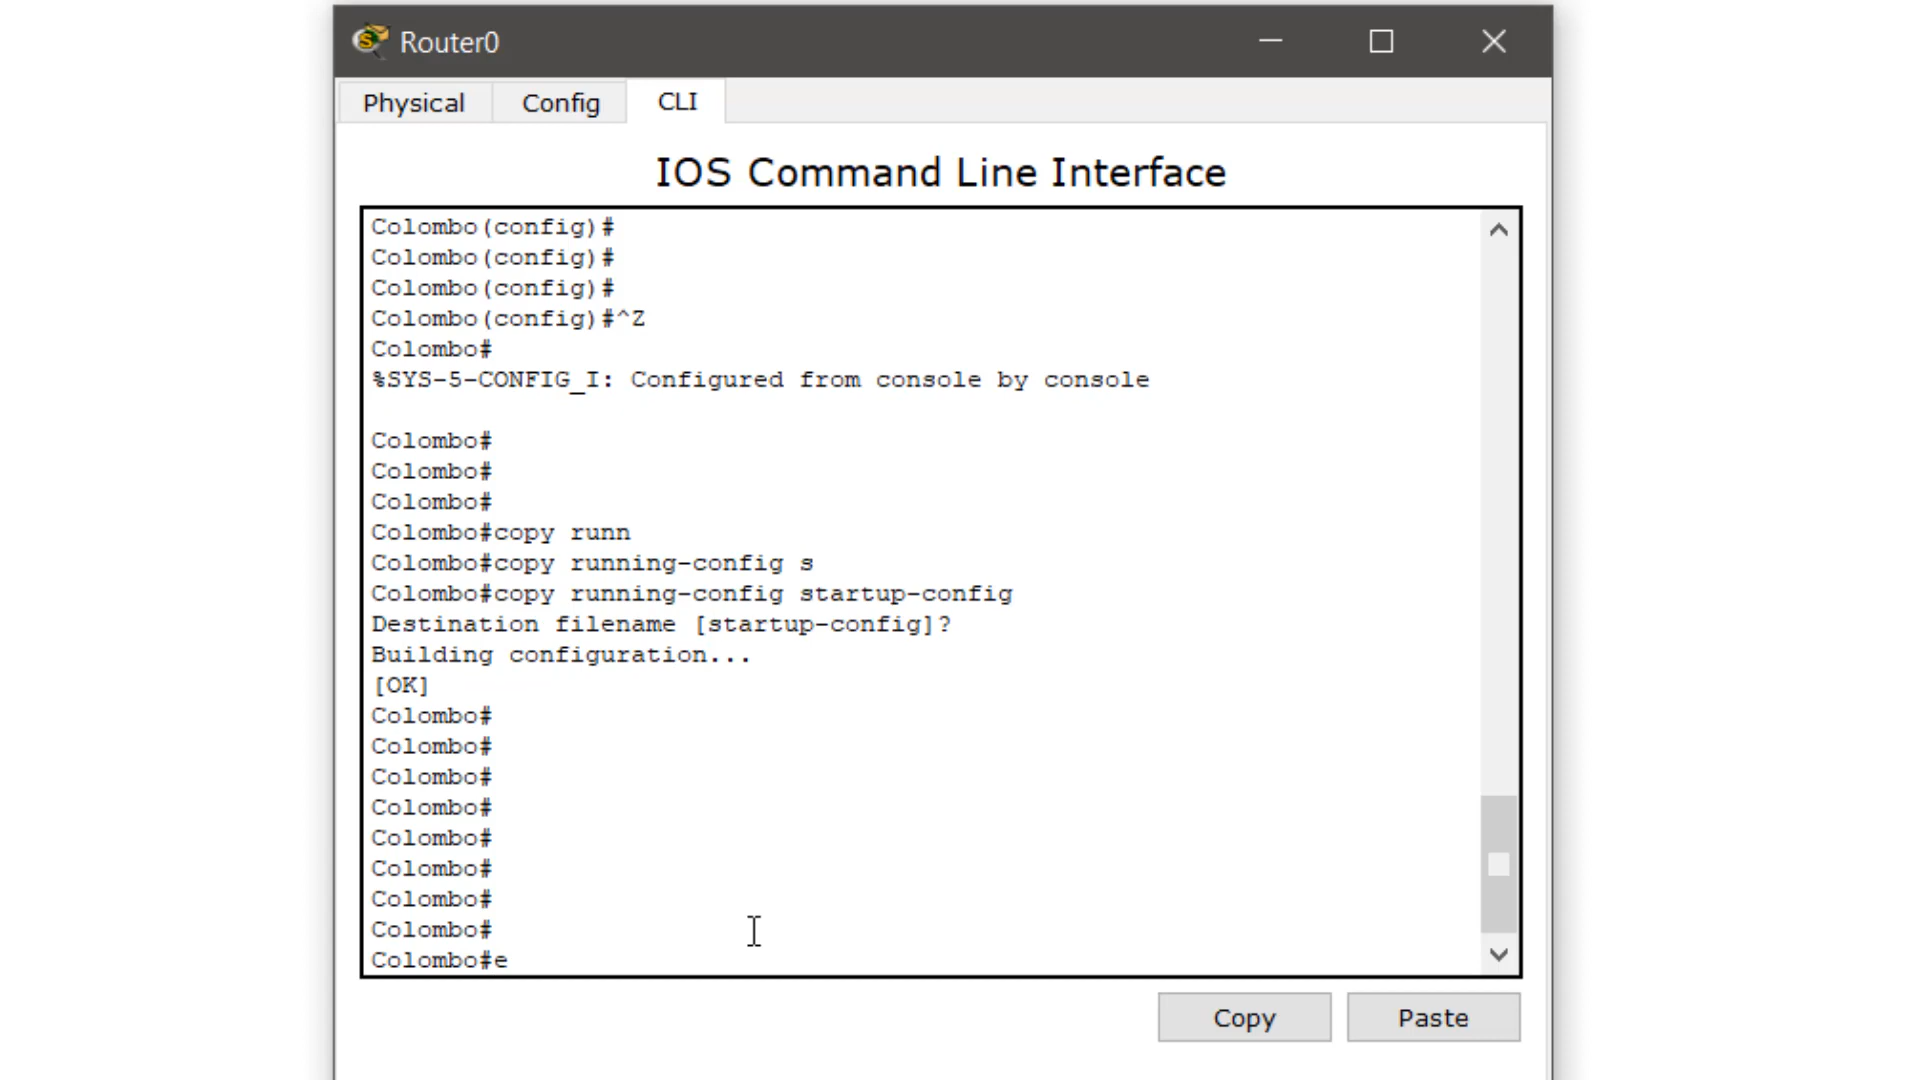 Router0
Physical Config CLI
IOS Command Line Interface
Colombo(config)#
Colombo(config)#
Colombo(config)#
Colombo(config)#^Z
Colombo#
%SYS-5-CONFIG_I: Configured from console by console
Colombo#
Colombo#
Colombo#
Colombo#copy runn
Colombo#copy running-config s
Colombo#copy running-config startup-config
Destination filename [startup-config]?
Building configuration...
[OK]
Colombo#
Colombo#
Colombo#
Colombo#
Colombo#
Colombo#
Colombo#
Colombo#
Colombo#e
Copy Paste